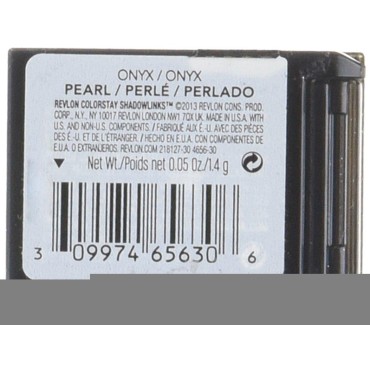 ONYX / ONYX
PEARL / PERLÉ / PERLADO
REVLON COLORSTAY SHADOWLINKS™ ©2013 REVLON CONS. PROD.
CORP., N.Y., NY 10017 REVLON LONDON NW1 7QX UK. MADE IN U.S.A. WITH U.S.
AND NON-U.S. COMPONENTS. / FABRIQUÉ AUX É.-U. AVEC DES PIÈCES
DES É.-U. ET DE L'ÉTRANGER. / HECHO EN E.U.A. CON COMPONENTES DE
E.U.A. O EXTRANJEROS. REVLON.COM 218127-30 4656-30
▼ Net Wt./Poids net 0.05 Oz/1.4 g
3 09974 65630 6